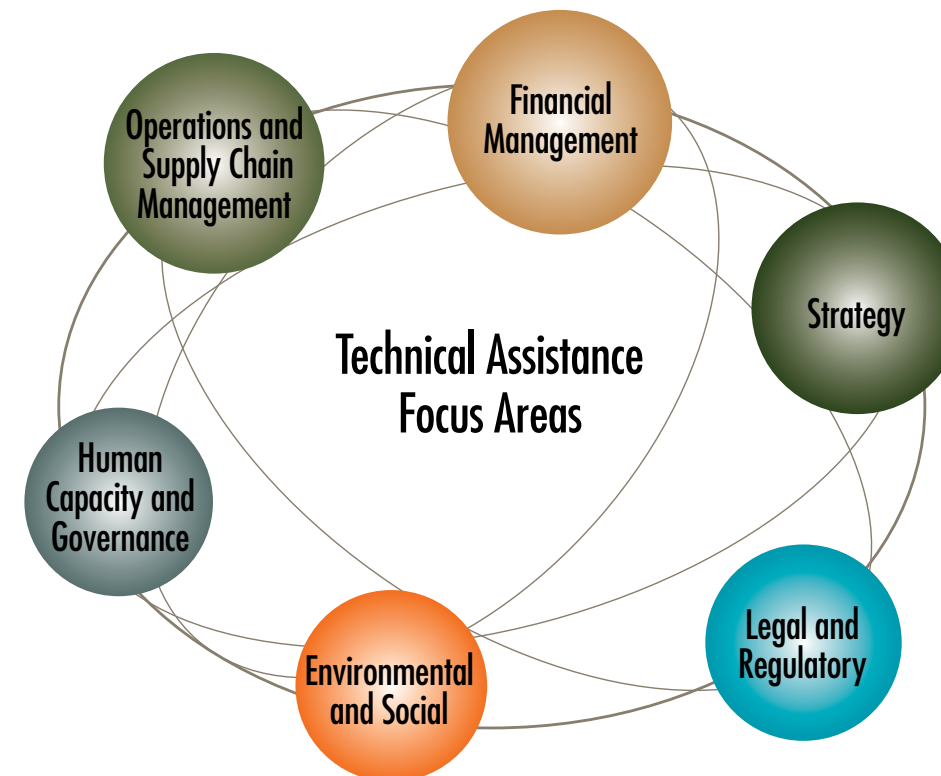 Financial
Management
Operations and
Supply Chain
Management
Strategy
Technical Assistance
Focus Areas
Human
Capacity and
Governance
Legal and
Regulatory
Environmental
and Social